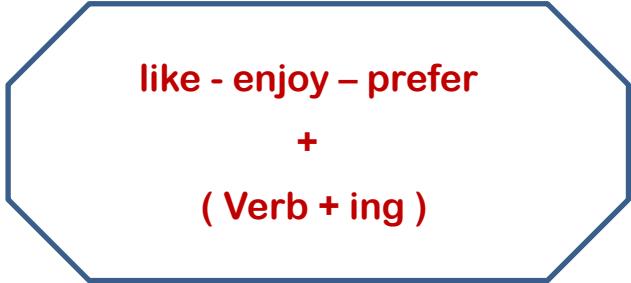 like - enjoy – prefer
+
( Verb + ing )